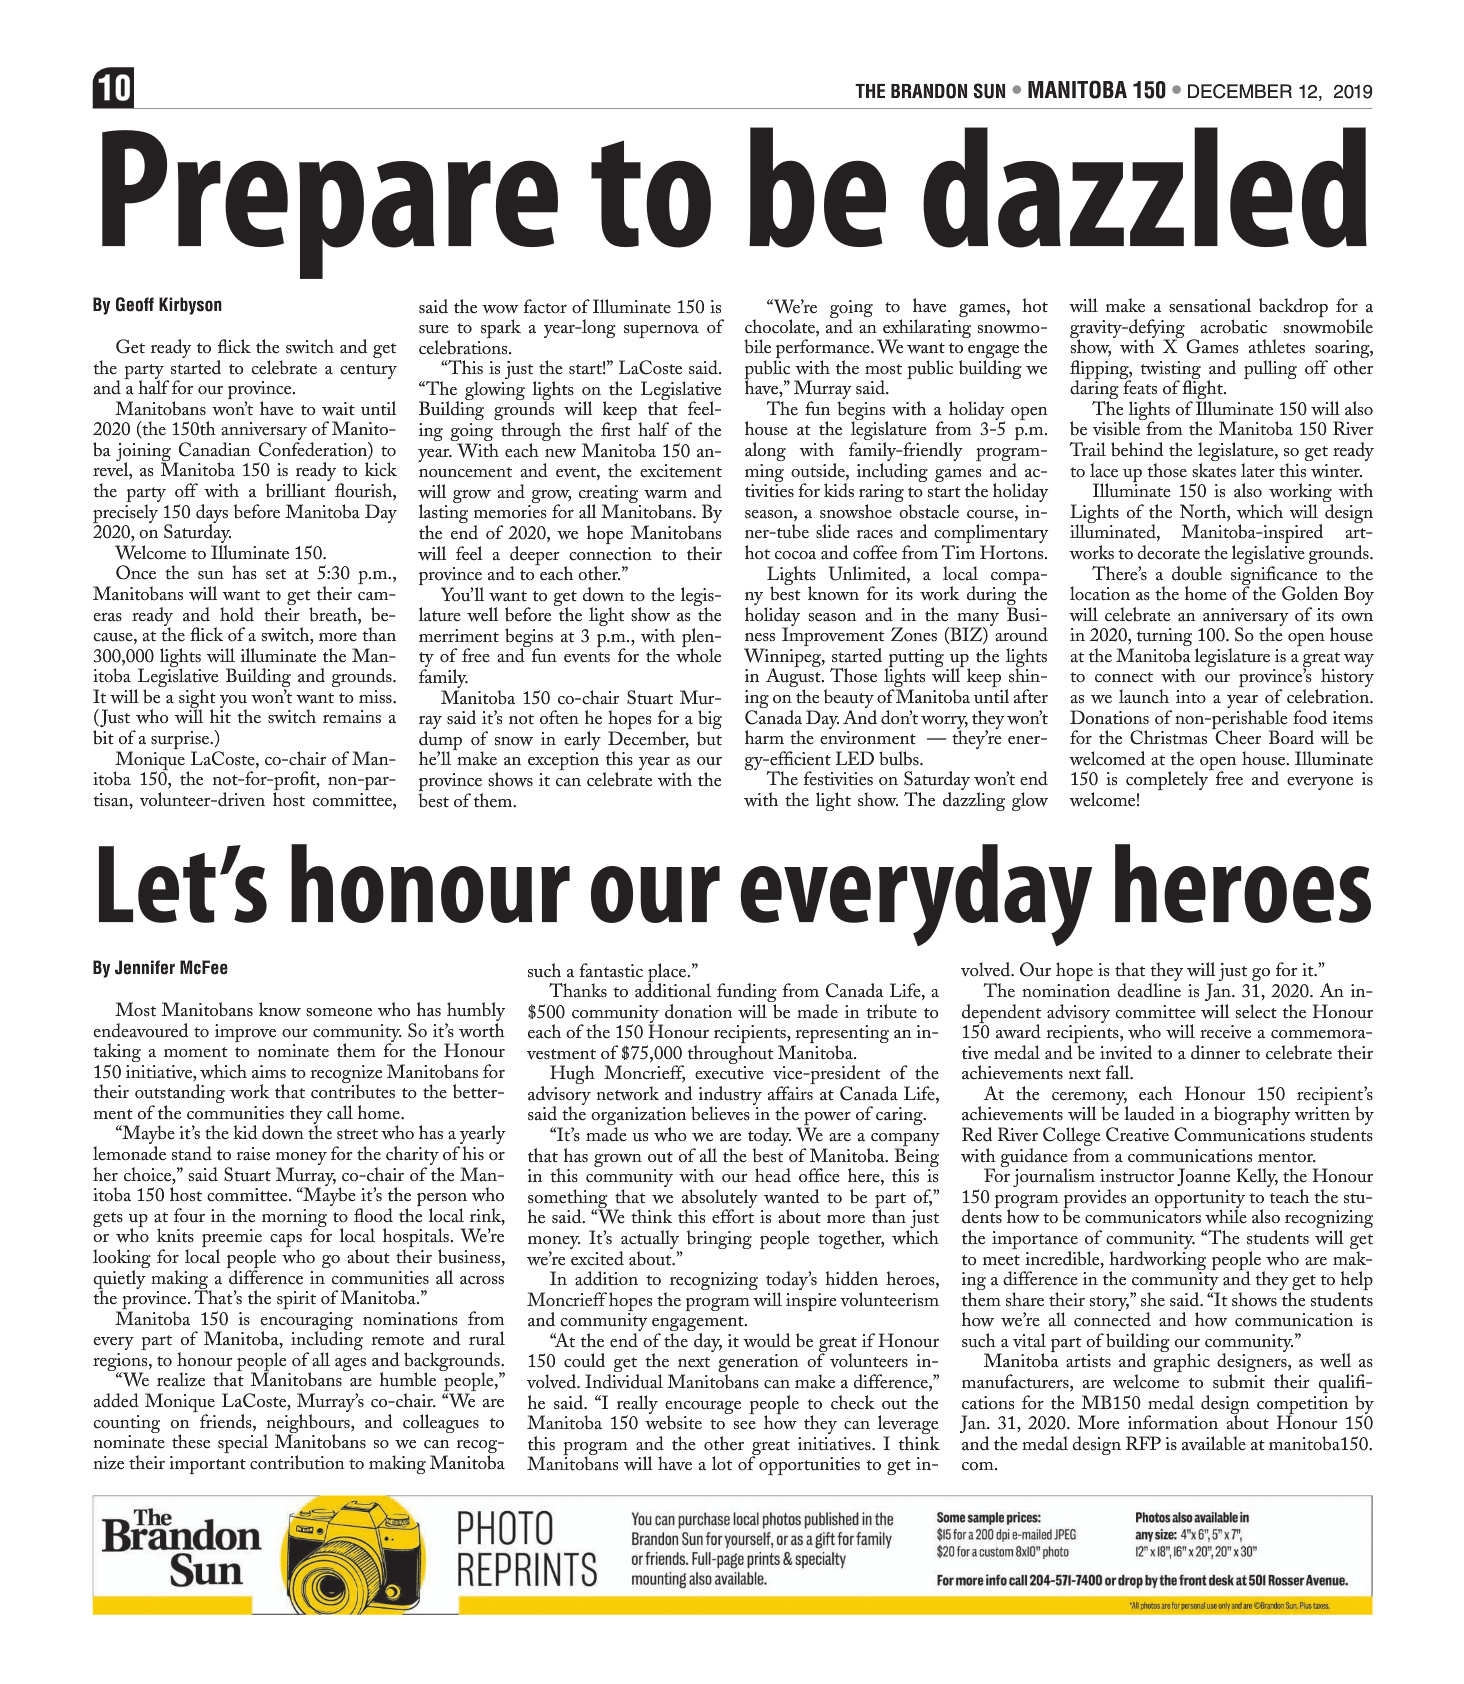 10
THE BRANDON SUN • MANITOBA 150 • DECEMBER 12, 2019
Prepare to be dazzled
By Geoff Kirbyson
Get ready to flick the switch and get
the party started to celebrate a century
and a half for our province.
Manitobans won't have to wait until
2020 (the 150th anniversary of Manito-
ba joining Canadian Confederation) to
revel, as Manitoba 150 is ready to kick
the party off with a brilliant flourish,
precisely 150 days before Manitoba Day
2020, on Saturday.
Welcome to Illuminate 150.
Once the sun has set at 5:30 p.m.,
Manitobans will want to get their cam-
eras ready and hold their breath, be-
cause, at the flick of a switch, more than
300,000 lights will illuminate the Man-
itoba Legislative Building and grounds.
It will be a sight you won't want to miss.
(Just who will hit the switch remains a
bit of a surprise.)
Monique LaCoste, co-chair of Man-
itoba 150, the not-for-profit, non-par-
tisan, volunteer-driven host committee,
said the wow factor of Illuminate 150 is
sure to spark a year-long supernova of
celebrations.
“This is just the start!” LaCoste said.
“The glowing lights on the Legislative
Building grounds will keep that feel-
ing going through the first half of the
year. With each new Manitoba 150 an-
nouncement and event, the excitement
will grow and grow, creating warm and
lasting memories for all Manitobans. By
the end of 2020, we hope Manitobans
will feel a deeper connection to their
province and to each other.”
You'll want to get down to the legis-
lature well before the light show as the
merriment begins at 3 p.m., with plen-
ty of free and fun events for the whole
family.
Manitoba 150 co-chair Stuart Mur-
ray said it's not often he hopes for a big
dump of snow in early December, but
he'll make an exception this year as our
province shows it can celebrate with the
best of them.
“We're going to have games, hot
chocolate, and an exhilarating snowmo-
bile performance. We want to engage the
public with the most public building we
have,” Murray said.
The fun begins with a holiday open
house at the legislature from 3-5 p.m.
along with family-friendly program-
ming outside, including games and ac-
tivities for kids raring to start the holiday
season, a snowshoe obstacle course, in-
ner-tube slide races and complimentary
hot cocoa and coffee from Tim Hortons.
Lights Unlimited, a local compa-
ny best known for its work during the
holiday season and in the many Busi-
ness Improvement Zones (BIZ) around
Winnipeg, started putting up the lights
in August. Those lights will keep shin-
ing on the beauty of Manitoba until after
Canada Day. And don't worry, they won't
harm the environment — they're ener-
gy-efficient LED bulbs.
The festivities on Saturday won't end
with the light show. The dazzling glow
will make a sensational backdrop for a
gravity-defying acrobatic snowmobile
show, with X Games athletes soaring,
flipping, twisting and pulling off other
daring feats of flight.
The lights of Illuminate 150 will also
be visible from the Manitoba 150 River
Trail behind the legislature, so get ready
to lace up those skates later this winter.
Illuminate 150 is also working with
Lights of the North, which will design
illuminated, Manitoba-inspired art-
works to decorate the legislative grounds.
There's a double significance to the
location as the home of the Golden Boy
will celebrate an anniversary of its own
in 2020, turning 100. So the open house
at the Manitoba legislature is a great way
to connect with our province's history
as we launch into a year of celebration.
Donations of non-perishable food items
for the Christmas Cheer Board will be
welcomed at the open house. Illuminate
150 is completely free and everyone is
welcome!
Let's honour our everyday heroes
By Jennifer McFee
Most Manitobans know someone who has humbly
endeavoured to improve our community. So it's worth
taking a moment to nominate them for the Honour
150 initiative, which aims to recognize Manitobans for
their outstanding work that contributes to the better-
ment of the communities they call home.
“Maybe it's the kid down the street who has a yearly
lemonade stand to raise money for the charity of his or
her choice,” said Stuart Murray, co-chair of the Man-
itoba 150 host committee. “Maybe it's the person who
gets up at four in the morning to flood the local rink,
or who knits preemie caps for local hospitals. We're
looking for local people who go about their business,
quietly making a difference in communities all across
the province. That's the spirit of Manitoba.”
Manitoba 150 is encouraging nominations from
every part of Manitoba, including remote and rural
regions, to honour people of all ages and backgrounds.
“We realize that Manitobans are humble people,”
added Monique LaCoste, Murray's co-chair. “We are
counting on friends, neighbours, and colleagues to
nominate these special Manitobans so we can recog-
nize their important contribution to making Manitoba
such a fantastic place.”
Thanks to additional funding from Canada Life, a
$500 community donation will be made in tribute to
each of the 150 Honour recipients, representing an in-
vestment of $75,000 throughout Manitoba.
Hugh Moncrieff, executive vice-president of the
advisory network and industry affairs at Canada Life,
said the organization believes in the power of caring.
“It's made us who we are today. We are a company
that has grown out of all the best of Manitoba. Being
in this community with our head office here, this is
something that we absolutely wanted to be part of,”
he said. “We think this effort is about more than just
money. It's actually bringing people together, which
we're excited about.”
In addition to recognizing today's hidden heroes,
Moncrieff hopes the program will inspire volunteerism
and community engagement.
“At the end of the day, it would be great if Honour
150 could get the next generation of volunteers in-
volved. Individual Manitobans can make a difference,”
he said. “I really encourage people to check out the
Manitoba 150 website to see how they can leverage
this program and the other great initiatives. I think
Manitobans will have a lot of opportunities to get in-
volved. Our hope is that they will just go for it.”
The nomination deadline is Jan. 31, 2020. An in-
dependent advisory committee will select the Honour
150 award recipients, who will receive a commemora-
tive medal and be invited to a dinner to celebrate their
achievements next fall.
At the ceremony, each Honour 150 recipient's
achievements will be lauded in a biography written by
Red River College Creative Communications students
with guidance from a communications mentor.
For journalism instructor Joanne Kelly, the Honour
150 program provides an opportunity to teach the stu-
dents how to be communicators while also recognizing
the importance of community. “The students will get
to meet incredible, hardworking people who are mak-
ing a difference in the community and they get to help
them share their story,” she said. “It shows the students
how we're all connected and how communication is
such a vital part of building our community.”
Manitoba artists and graphic designers, as well as
manufacturers, are welcome to submit their qualifi-
cations for the MB150 medal design competition by
Jan. 31, 2020. More information about Honour 150
and the medal design RFP is available at manitoba150.
com.
The
Brandon
Sun
PHOTO
REPRINTS
You can purchase local photos published in the
Brandon Sun for yourself, or as a gift for family
or friends. Full-page prints & specialty
mounting also available.
Some sample prices:
$15 for a 200 dpi e-mailed JPEG
$20 for a custom 8x10” photo
Photos also available in
any size: 4”x 6”, 5” x 7”,
12” x 18”, 16” x 20”, 20” x 30”
For more info call 204-571-7400 or drop by the front desk at 501 Rosser Avenue.
*All photos are for personal use only and are ©Brandon Sun. Plus taxes.